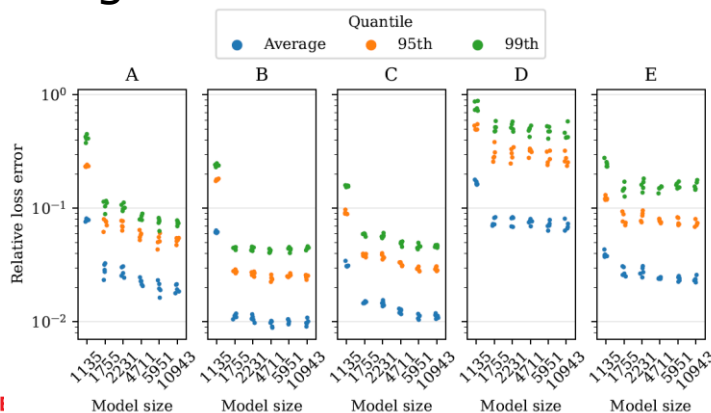 Quantile
Average 95th 99th
A B C D E
10⁰
10⁻¹
10⁻²
Relative loss error
1135 1755 2231 4711 5951 10943
1135 1755 2231 4711 5951 10943
1135 1755 2231 4711 5951 10943
1135 1755 2231 4711 5951 10943
1135 1755 2231 4711 5951 10943
Model size Model size Model size Model size Model size